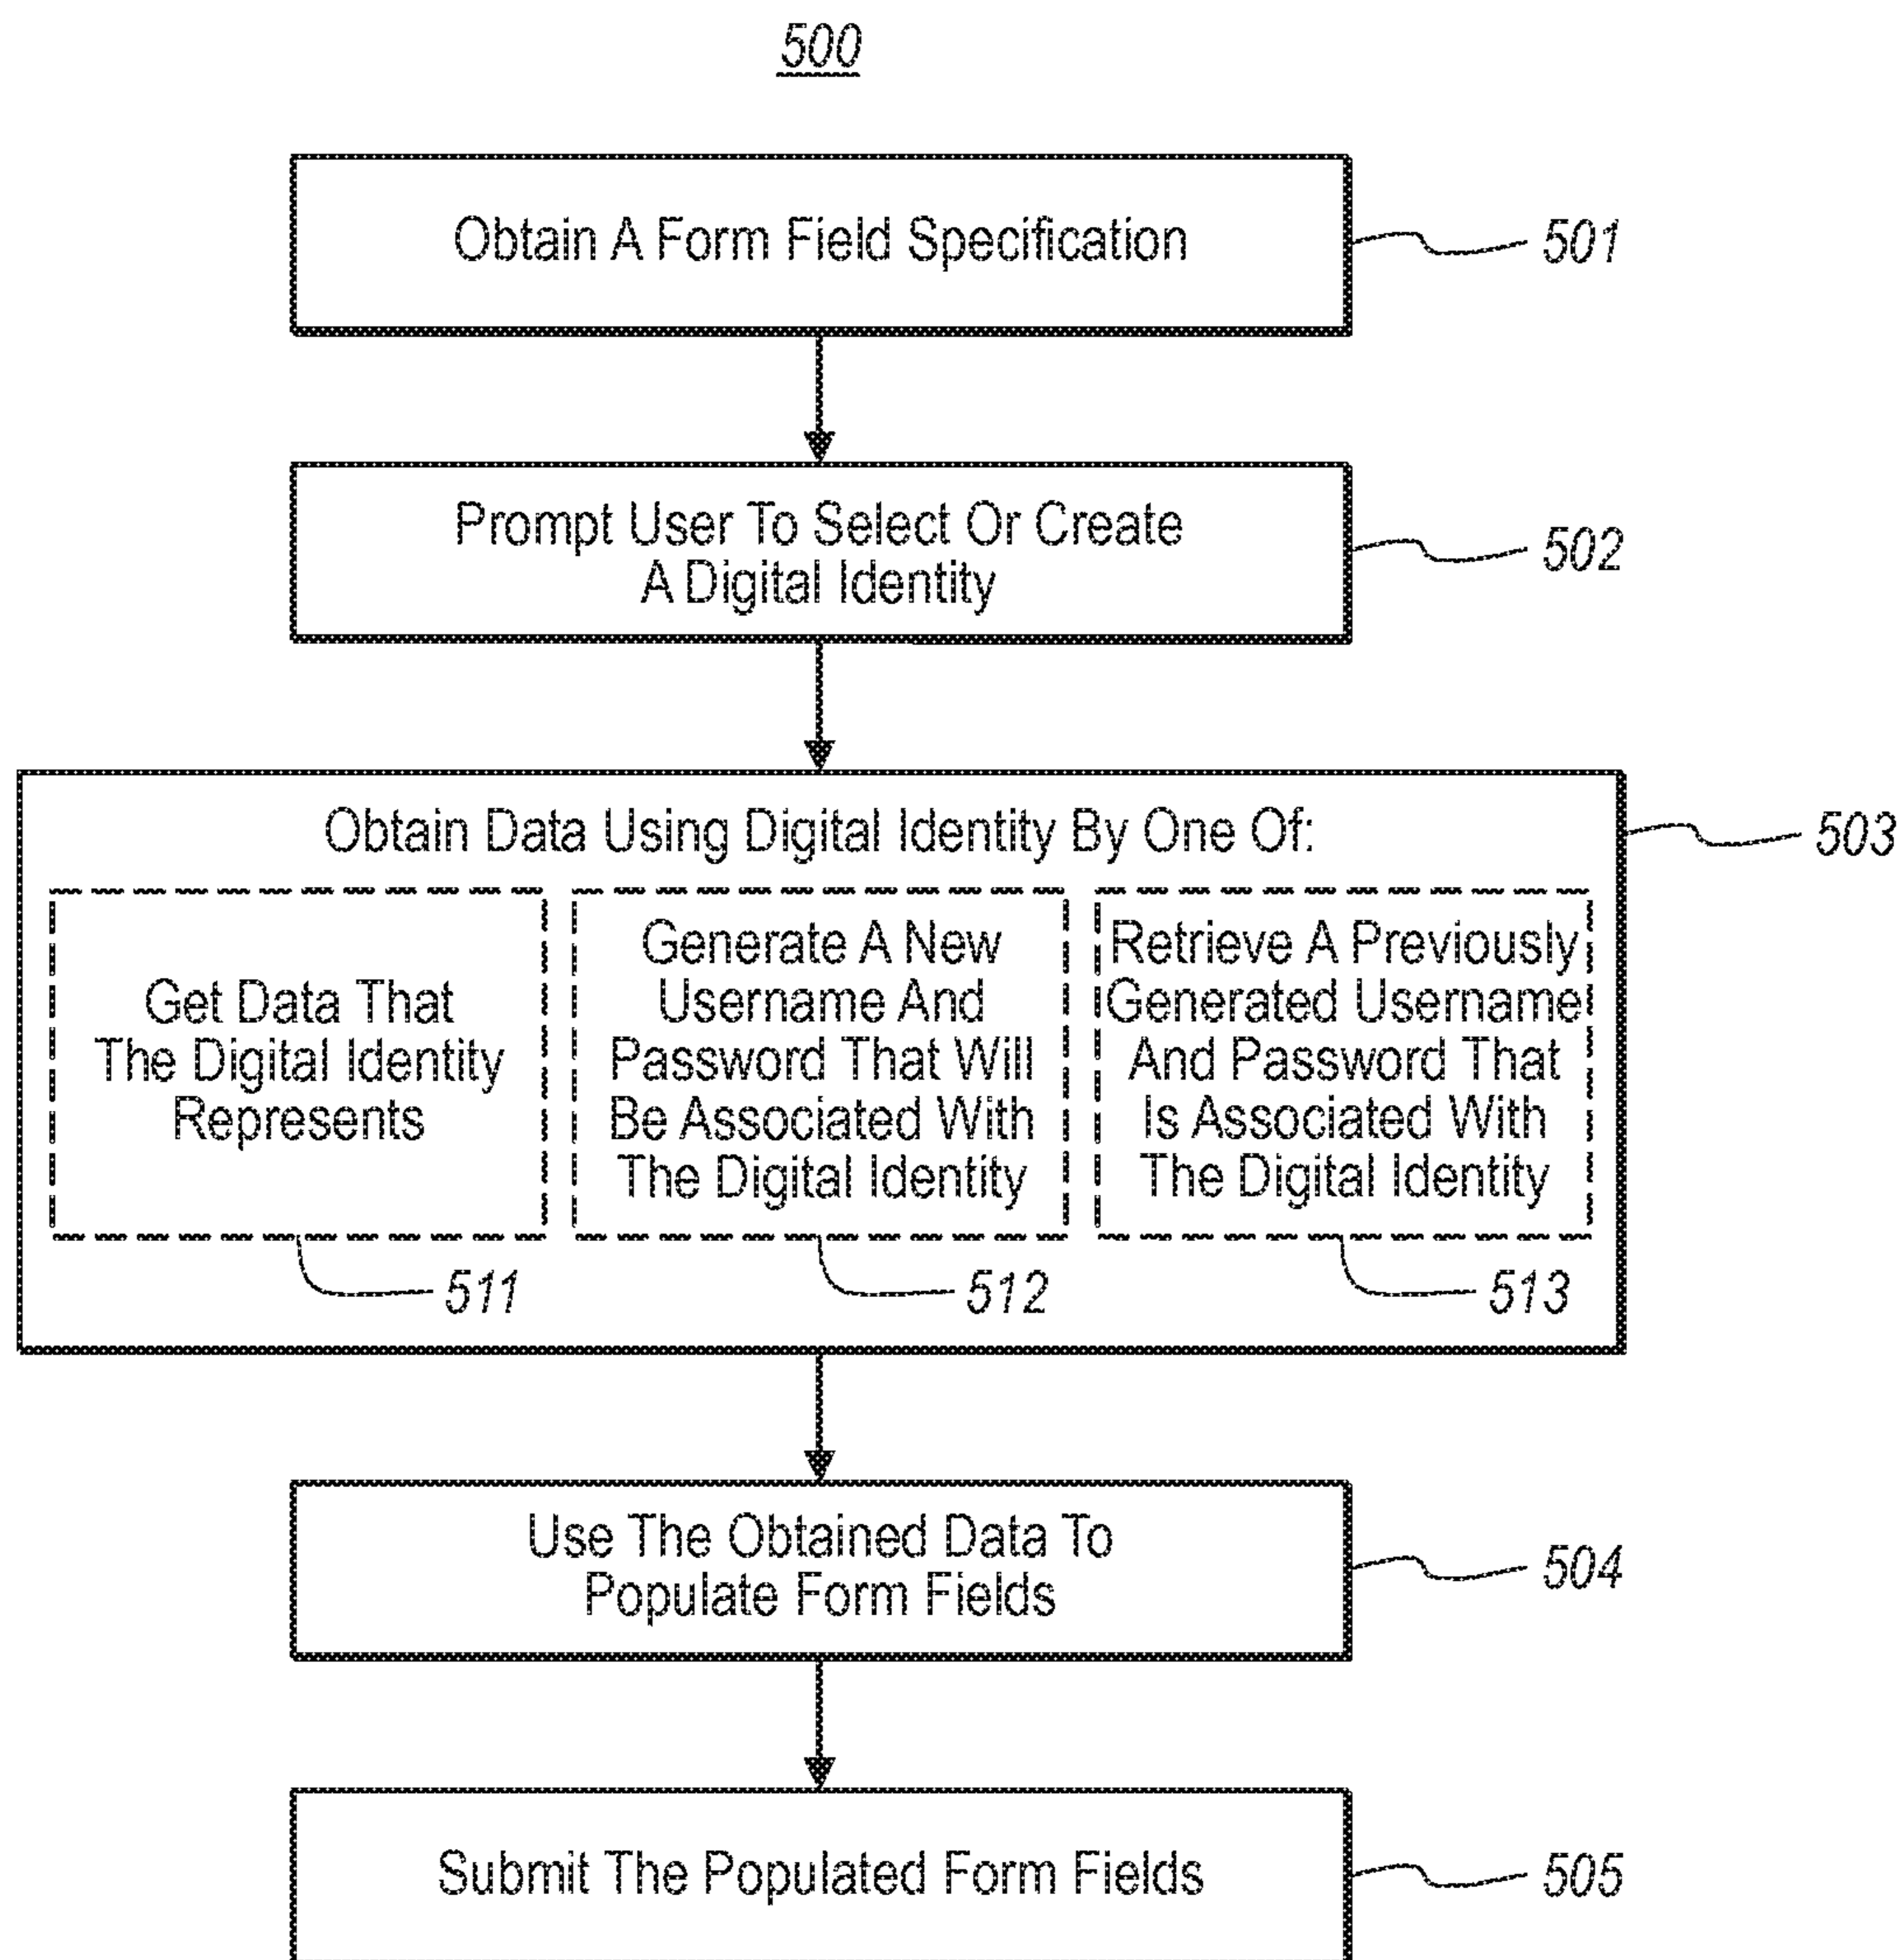 500
Obtain A Form Field Specification
501
Prompt User To Select Or Create
A Digital Identity
502
Obtain Data Using Digital Identity By One Of:
503
Get Data That
The Digital Identity
Represents
511
Generate A New
Username And
Password That Will
Be Associated With
The Digital Identity
512
Retrieve A Previously
Generated Username
And Password That
Is Associated With
The Digital Identity
513
Use The Obtained Data To
Populate Form Fields
504
Submit The Populated Form Fields
505